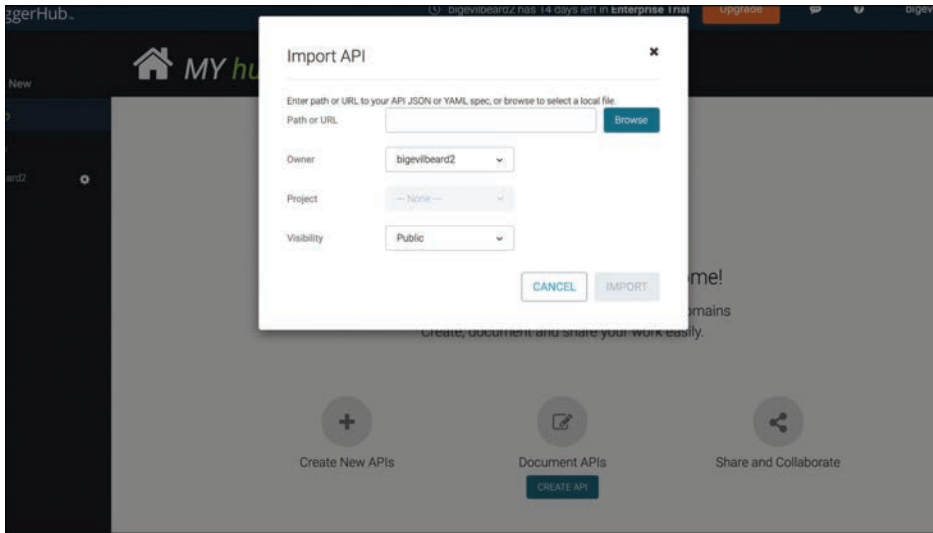 ggerHub.
bigevilbeard2 has 14 days left in Enterprise Trial
Upgrade
bigev
MY hu
New
Import API
Enter path or URL to your API JSON or YAML spec, or browse to select a local file.
Path or URL
Browse
Owner
bigevilbeard2
ard2
Project
-- None --
Visibility
Public
CANCEL
IMPORT
me!
omains
Create, document and share your work easily.
Create New APIs
Document APIs
Share and Collaborate
CREATE API